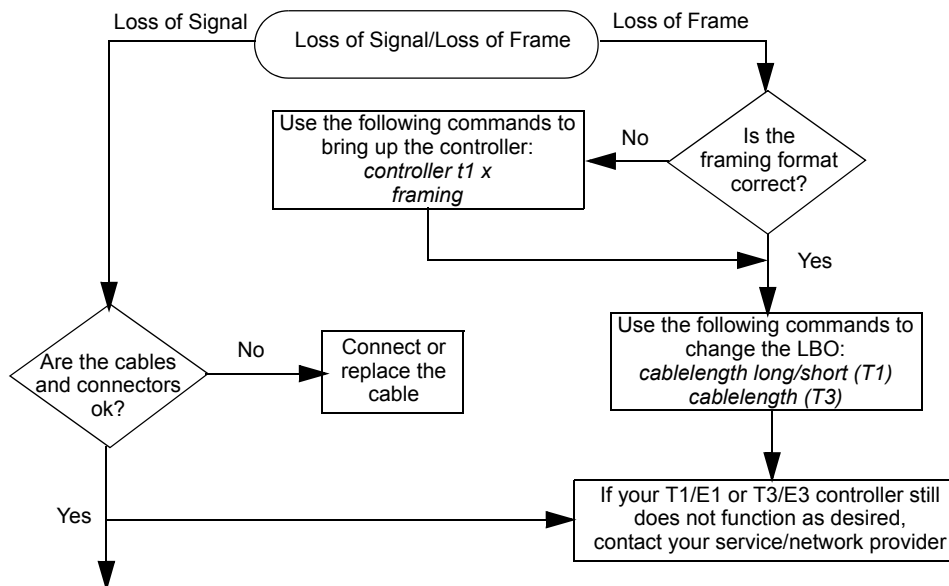 Loss of Signal
Loss of Signal/Loss of Frame
Loss of Frame
Use the following commands to
bring up the controller:
controller t1 x
framing
No
Is the
framing format
correct?
Yes
Are the cables
and connectors
ok?
No
Connect or
replace the
cable
Use the following commands to
change the LBO:
cablelength long/short (T1)
cablelength (T3)
Yes
If your T1/E1 or T3/E3 controller still
does not function as desired,
contact your service/network provider